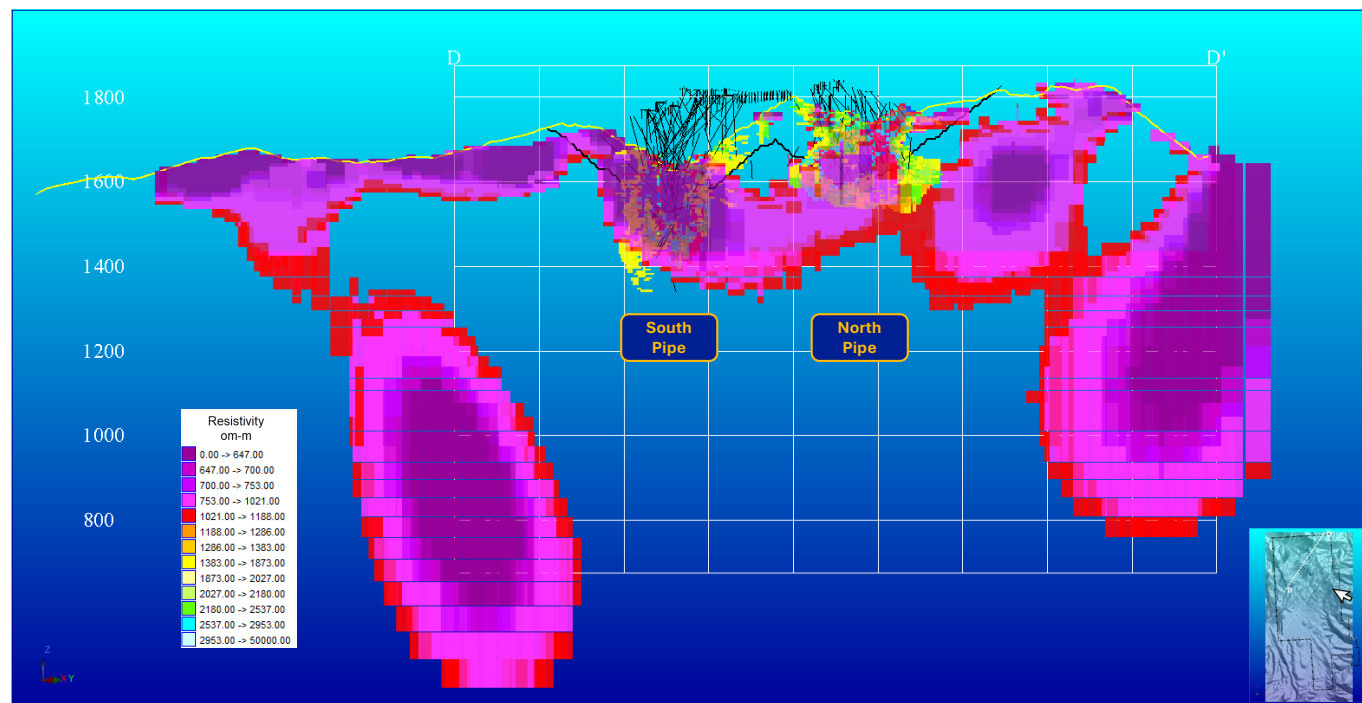 D D'
1800
1600
1400
1200
1000
800
South
Pipe
North
Pipe
Resistivity
om-m
0.00 -> 647.00
647.00 -> 700.00
700.00 -> 753.00
753.00 -> 1021.00
1021.00 -> 1188.00
1188.00 -> 1286.00
1286.00 -> 1383.00
1383.00 -> 1873.00
1873.00 -> 2027.00
2027.00 -> 2180.00
2180.00 -> 2537.00
2537.00 -> 2953.00
2953.00 -> 50000.00
Z
X Y